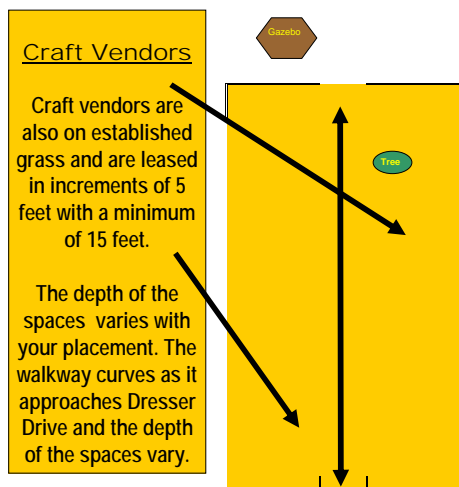 Craft Vendors
Craft vendors are
also on established
grass and are leased
in increments of 5
feet with a minimum
of 15 feet.
The depth of the
spaces varies with
your placement. The
walkway curves as it
approaches Dresser
Drive and the depth
of the spaces vary.
Gazebo
Tree